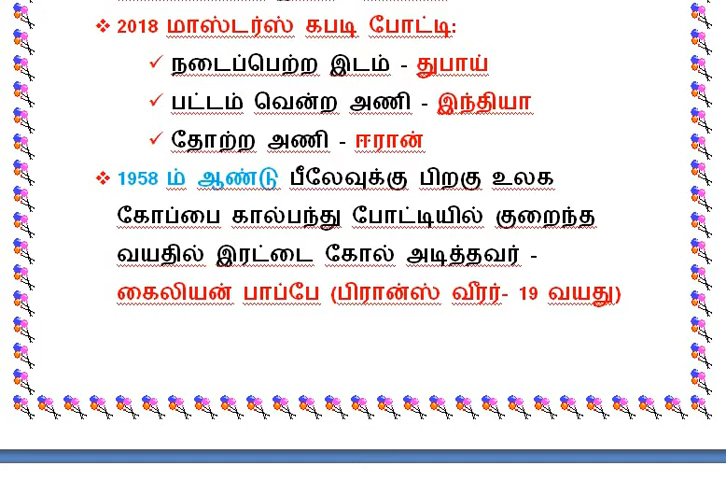 ❖ 2018 மாஸ்டர்ஸ் கபடி போட்டி:
✓ நடைப்பெற்ற இடம் - துபாய்
✓ பட்டம் வென்ற அணி - இந்தியா
✓ தோற்ற அணி - ஈரான்
❖ 1958 ம் ஆண்டு பீலேவுக்கு பிறகு உலக
கோப்பை கால்பந்து போட்டியில் குறைந்த
வயதில் இரட்டை கோல் அடித்தவர் -
கைலியன் பாப்பே (பிரான்ஸ் வீரர்- 19 வயது)